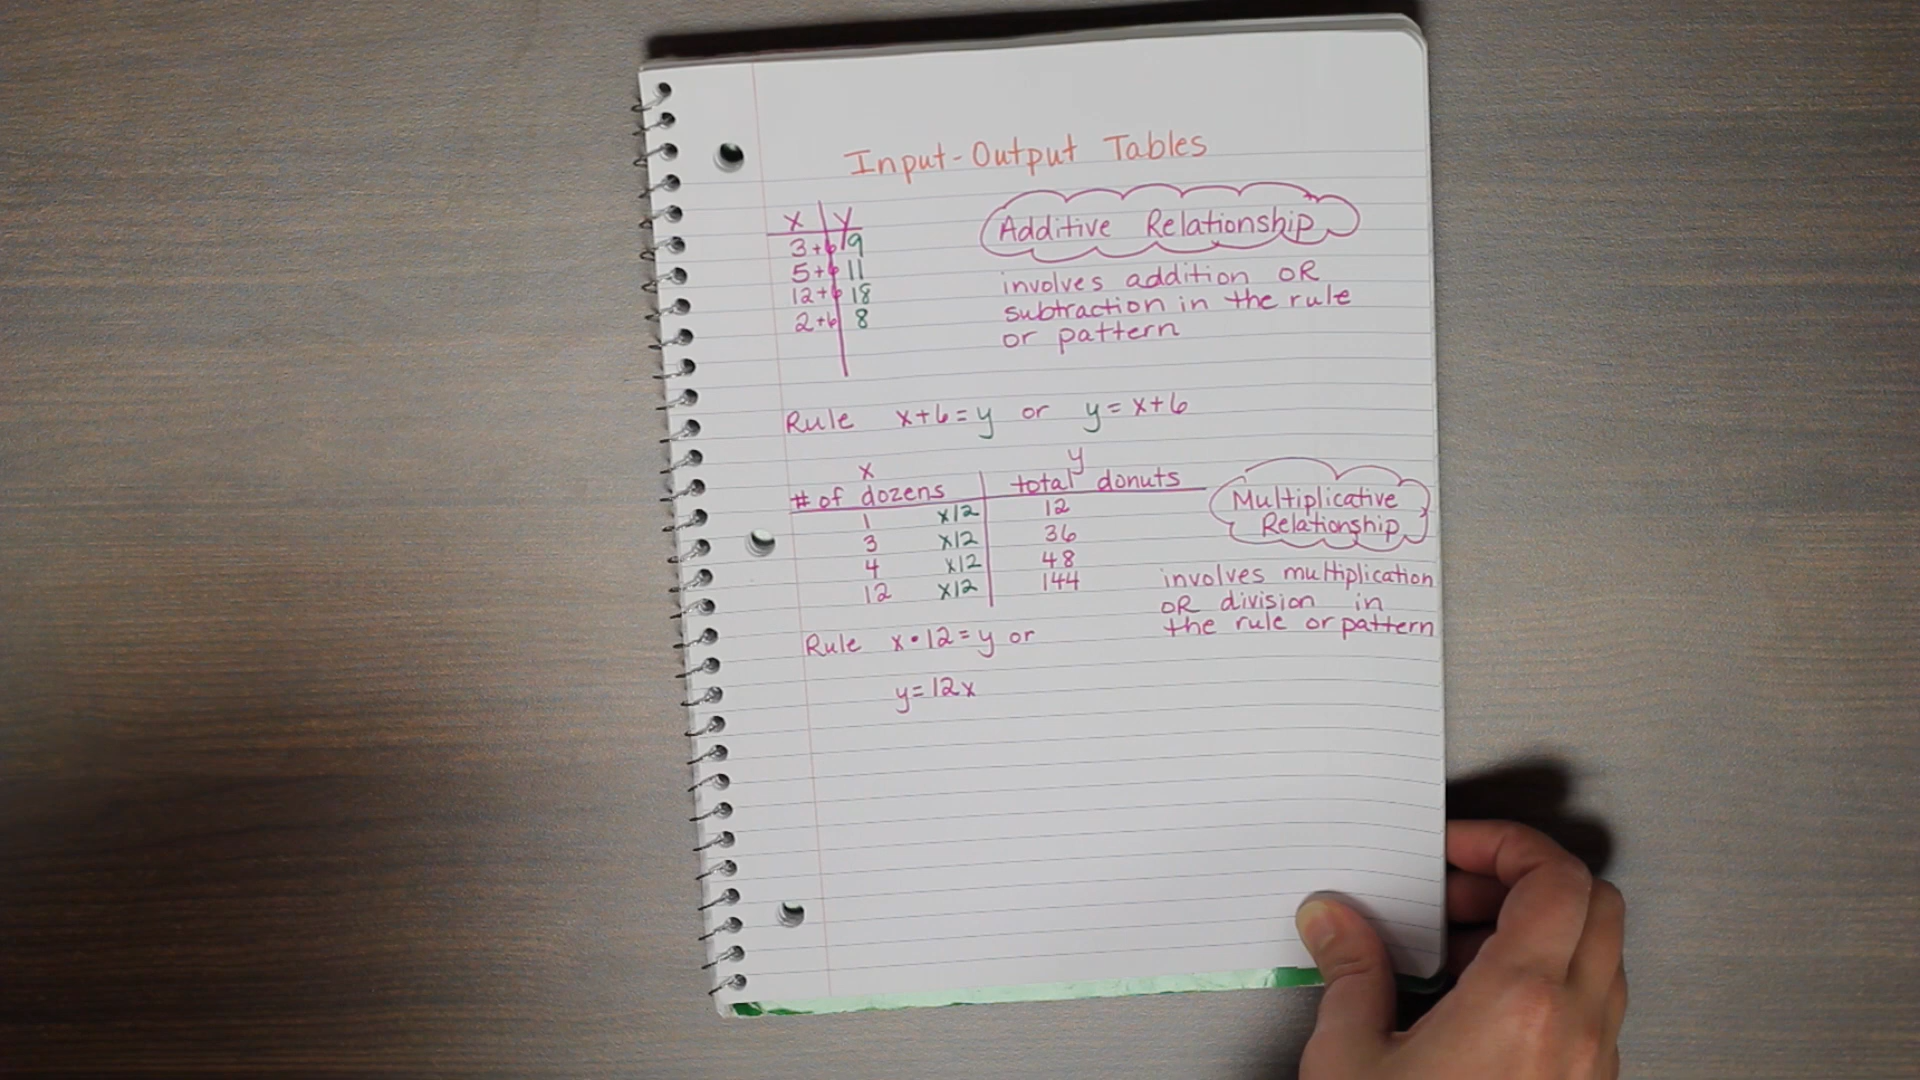 Input-Output Tables
x y
3+6 9
5+6 11
12+6 18
2+6 8
Additive Relationship
involves addition OR
subtraction in the rule
or pattern
Rule x+6=y or y=x+6
x y
# of dozens total donuts
1 x12 12
3 x12 36
4 x12 48
12 x12 144
Multiplicative
Relationship
involves multiplication
OR division in
the rule or pattern
Rule x•12=y or
y=12x